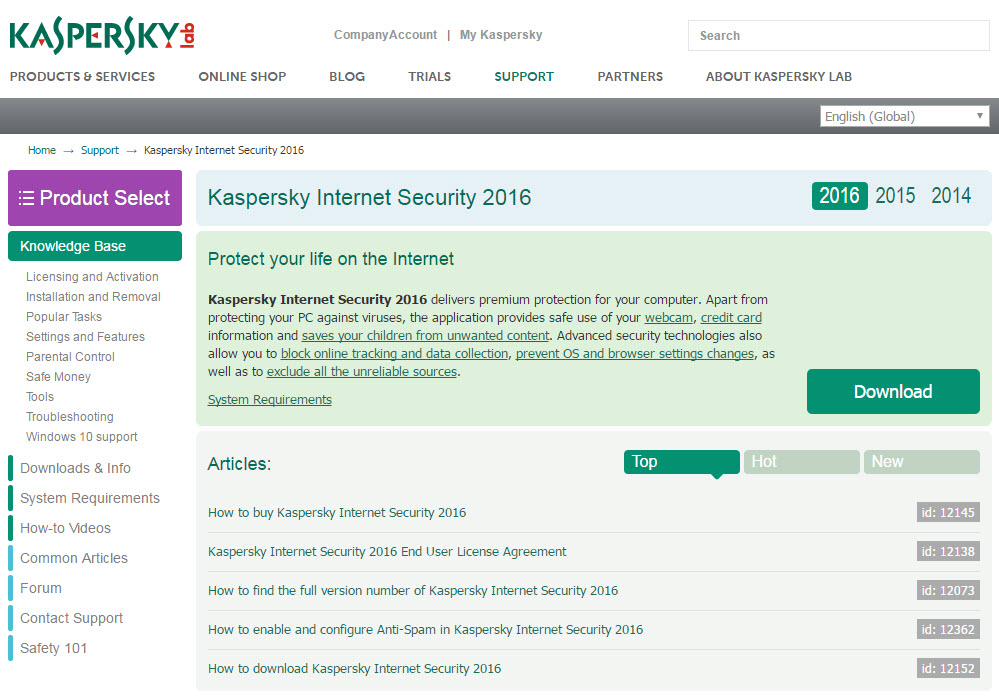 KASPERSKY lab
CompanyAccount | My Kaspersky
Search
PRODUCTS & SERVICES ONLINE SHOP BLOG TRIALS SUPPORT PARTNERS ABOUT KASPERSKY LAB
English (Global)
Home → Support → Kaspersky Internet Security 2016
Product Select
Knowledge Base
Licensing and Activation
Installation and Removal
Popular Tasks
Settings and Features
Parental Control
Safe Money
Tools
Troubleshooting
Windows 10 support
Downloads & Info
System Requirements
How-to Videos
Common Articles
Forum
Contact Support
Safety 101
Kaspersky Internet Security 2016
2016 2015 2014
Protect your life on the Internet
Kaspersky Internet Security 2016 delivers premium protection for your computer. Apart from
protecting your PC against viruses, the application provides safe use of your webcam, credit card
information and saves your children from unwanted content. Advanced security technologies also
allow you to block online tracking and data collection, prevent OS and browser settings changes, as
well as to exclude all the unreliable sources.
System Requirements
Download
Articles:
Top Hot New
How to buy Kaspersky Internet Security 2016 id: 12145
Kaspersky Internet Security 2016 End User License Agreement id: 12138
How to find the full version number of Kaspersky Internet Security 2016 id: 12073
How to enable and configure Anti-Spam in Kaspersky Internet Security 2016 id: 12362
How to download Kaspersky Internet Security 2016 id: 12152